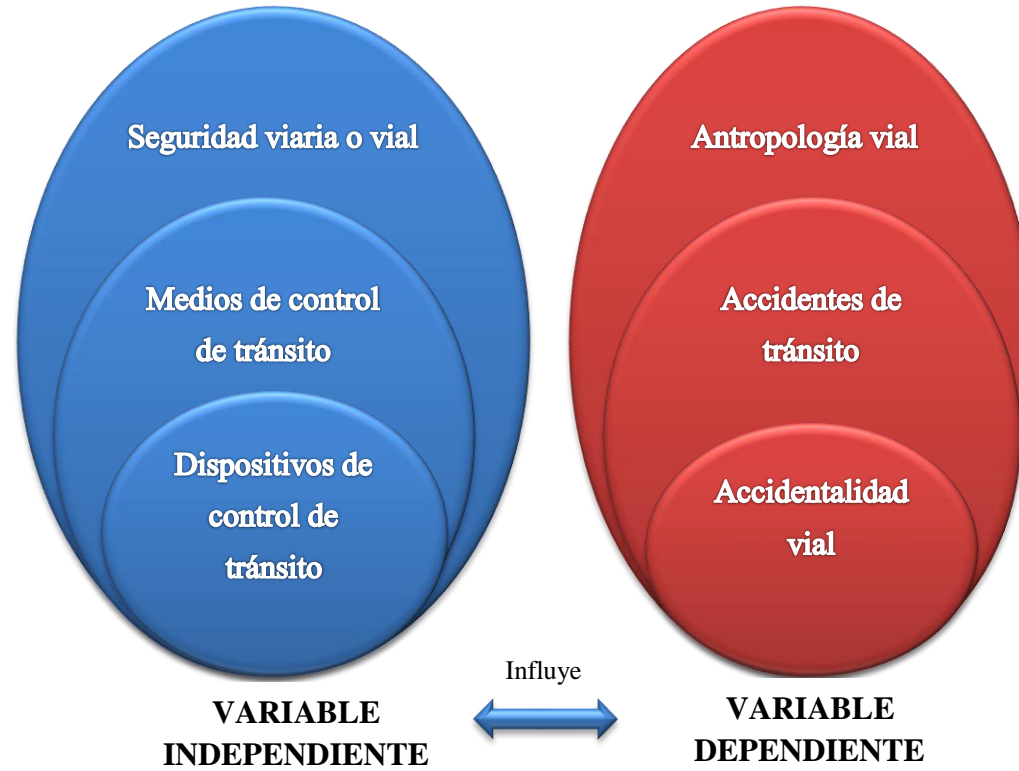 Seguridad viaria o vial
Medios de control
de tránsito
Dispositivos de
control de
tránsito
Antropología vial
Accidentes de
tránsito
Accidentalidad
vial
Influye
VARIABLE
INDEPENDIENTE
VARIABLE
DEPENDIENTE